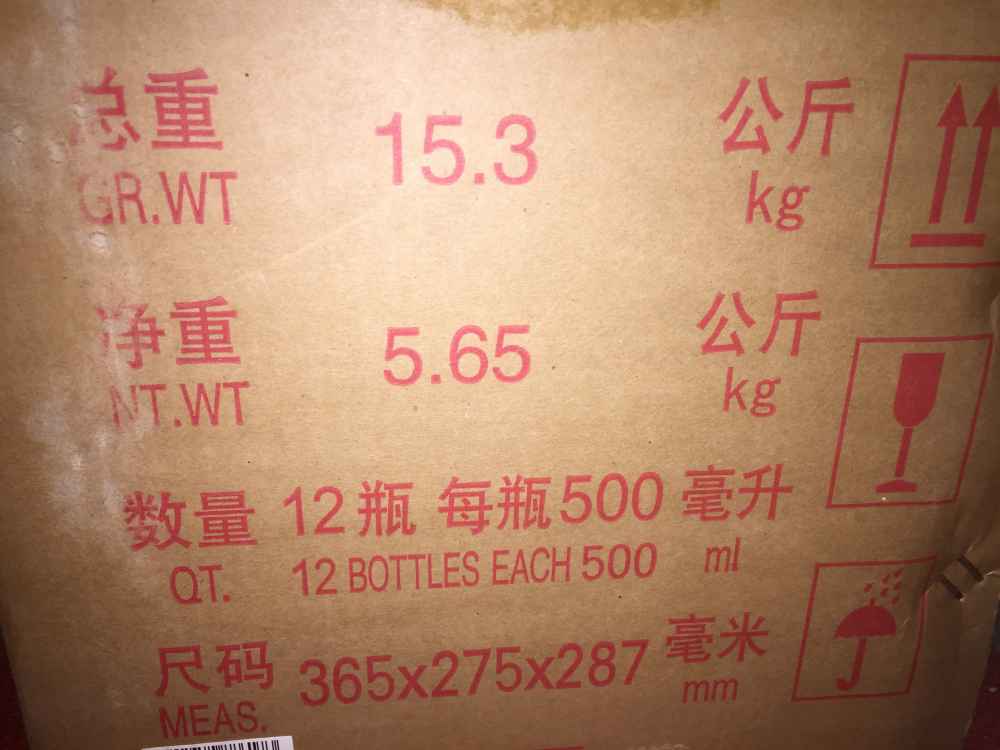 总重 15.3 公斤
GR.WT kg
净重 5.65 公斤
NT.WT kg
数量 12瓶 每瓶500 毫升
QT. 12 BOTTLES EACH 500 ml
尺码 365x275x287 毫米
MEAS. mm